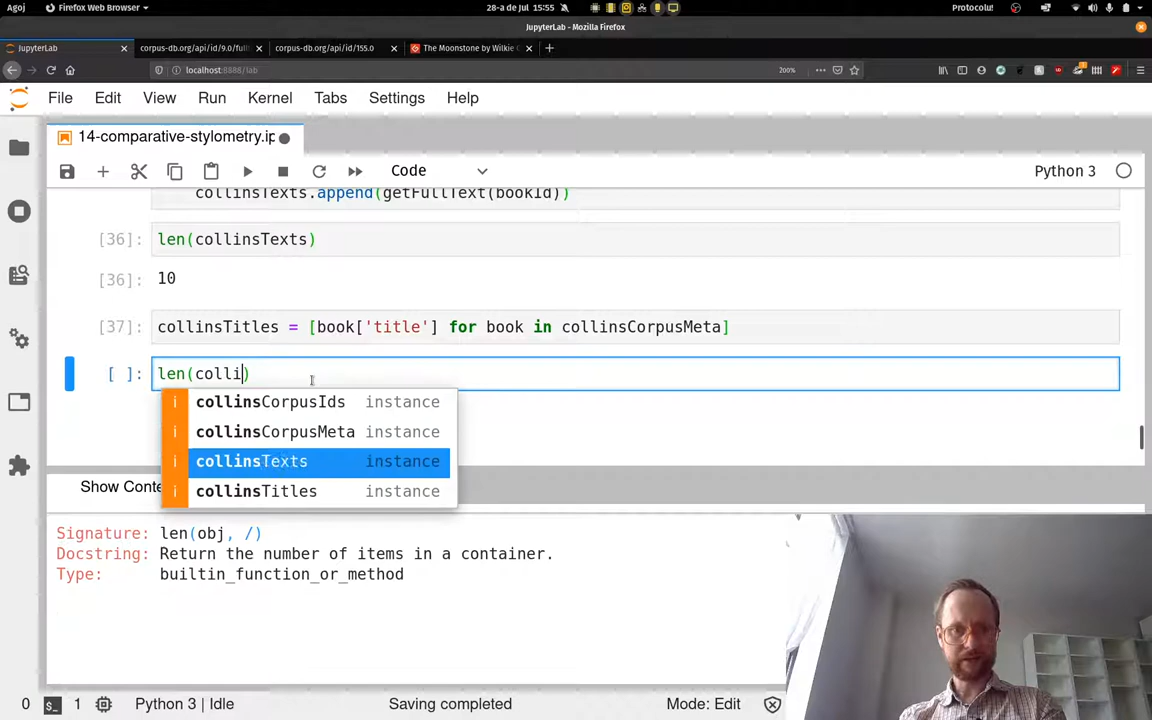 Agoj Firefox Web Browser 28-a de Jul 15:55 Protocolus
JupyterLab - Mozilla Firefox
JupyterLab corpus-db.org/api/id/9.0/full corpus-db.org/api/id/155.0 The Moonstone by Wilkie
localhost:8888/lab 200%
File Edit View Run Kernel Tabs Settings Help
14-comparative-stylometry.ip
Code Python 3
collinsTexts.append(getFullText(bookId))
[36]: len(collinsTexts)
[36]: 10
[37]: collinsTitles = [book['title'] for book in collinsCorpusMeta]
[ ]: len(colli)
i collinsCorpusIds instance
i collinsCorpusMeta instance
i collinsTexts instance
i collinsTitles instance
Show Conte
Signature: len(obj, /)
Docstring: Return the number of items in a container.
Type: builtin_function_or_method
0 1 Python 3 | Idle Saving completed Mode: Edit